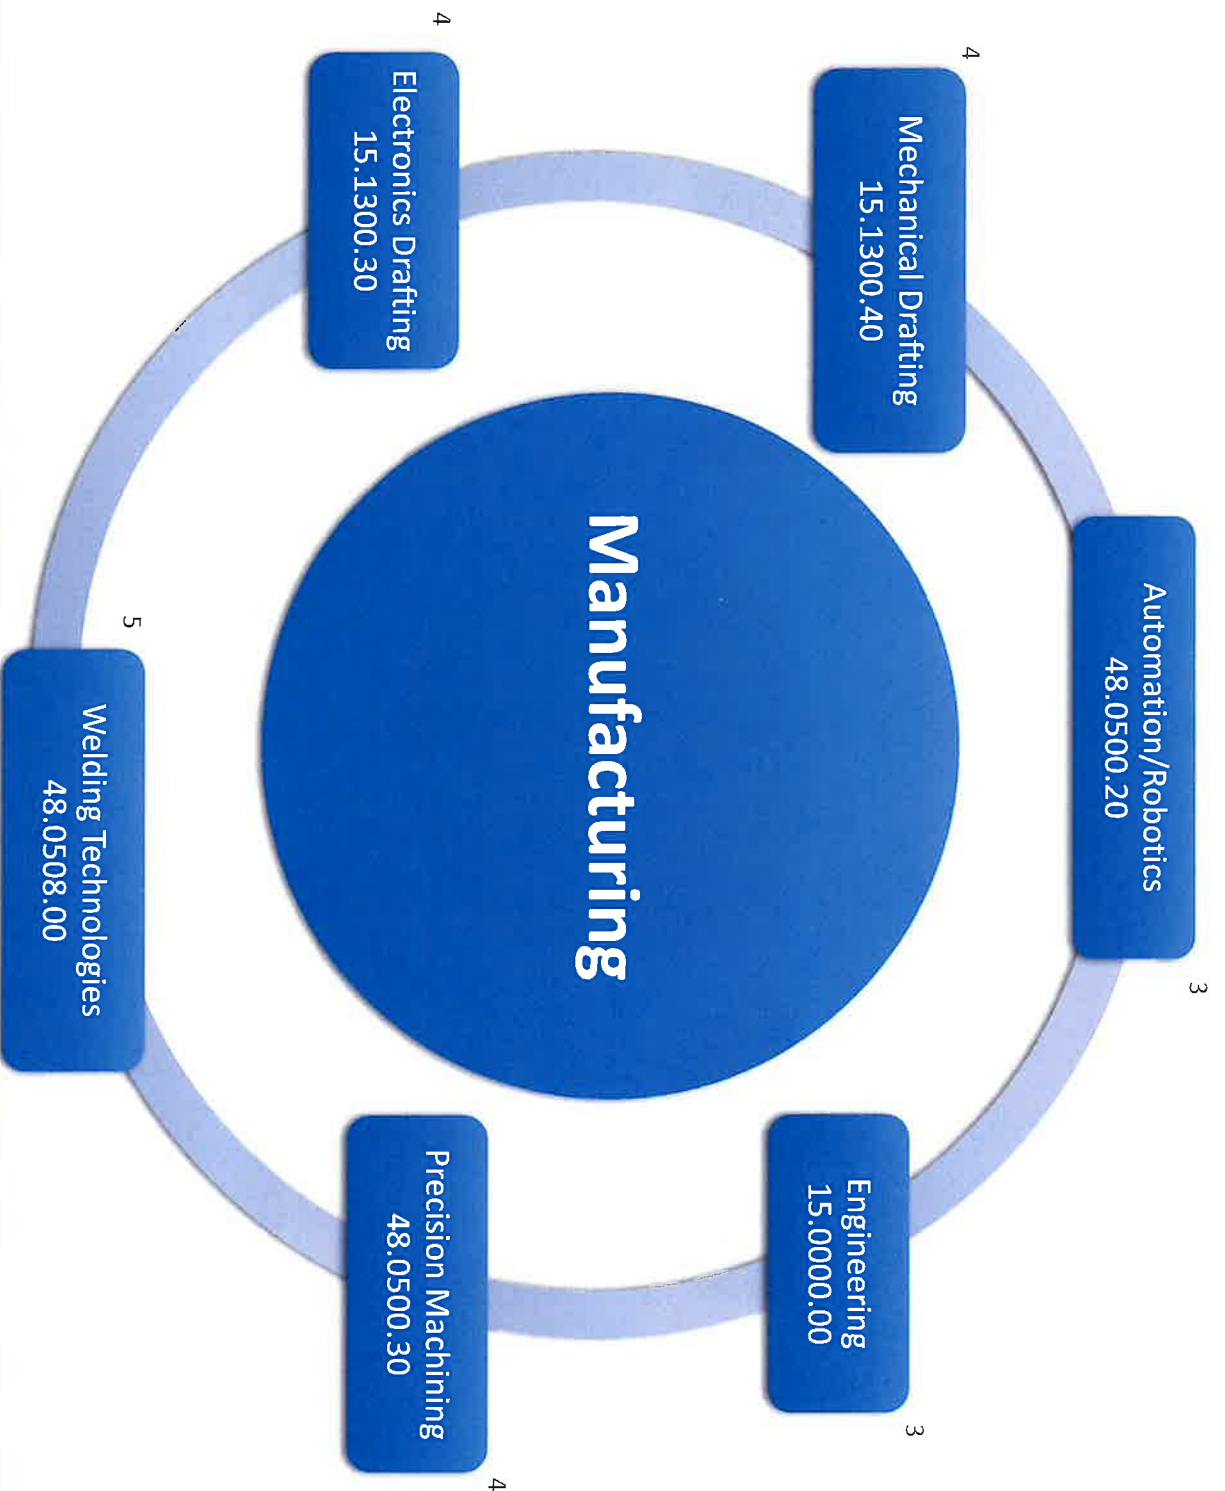 Automation/Robotics
48.0500.20
3
Engineering
15.0000.00
3
Precision Machining
48.0500.30
4
Welding Technologies
48.0508.00
5
Electronics Drafting
15.1300.30
4
Mechanical Drafting
15.1300.40
4
Manufacturing